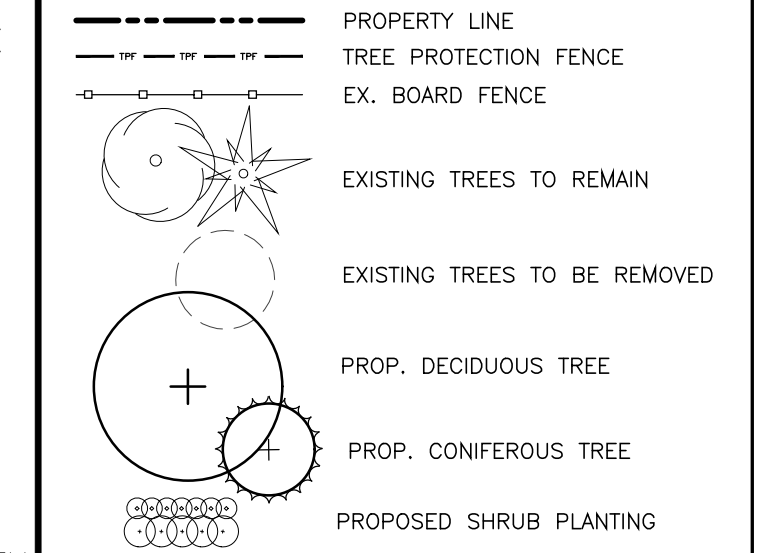 PROPERTY LINE
TPF TPF TPF TREE PROTECTION FENCE
EX. BOARD FENCE
EXISTING TREES TO REMAIN
EXISTING TREES TO BE REMOVED
PROP. DECIDUOUS TREE
PROP. CONIFEROUS TREE
PROPOSED SHRUB PLANTING